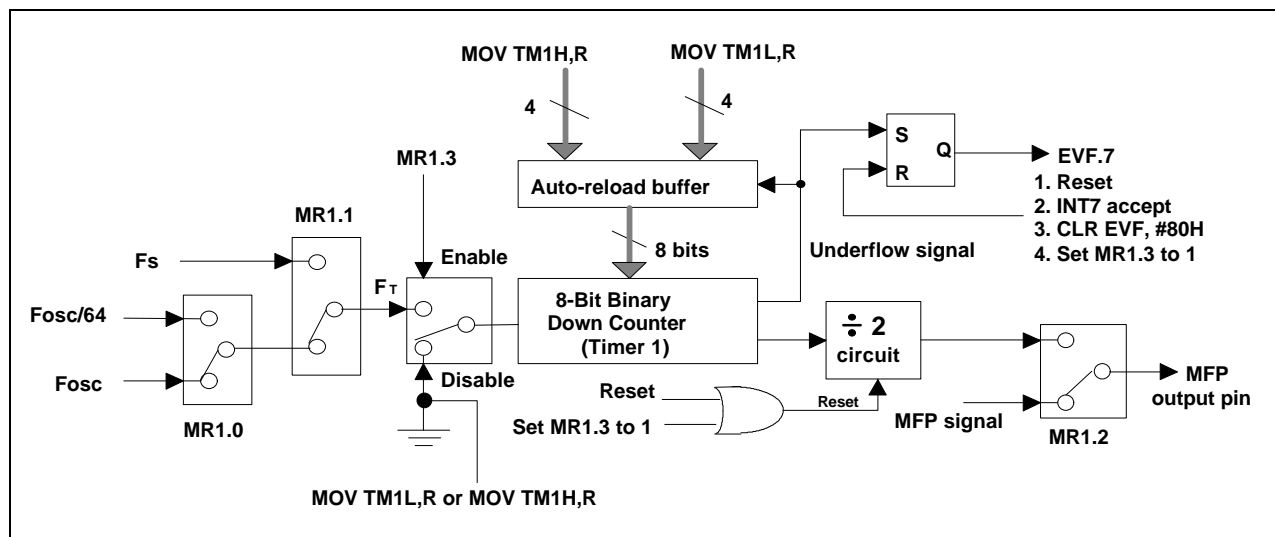 MOV TM1H,R
MOV TM1L,R
4
4
S
Q
R
EVF.7
1. Reset
2. INT7 accept
3. CLR EVF, #80H
4. Set MR1.3 to 1
MR1.3
Auto-reload buffer
MR1.1
8 bits
Underflow signal
Enable
Fs
FT
8-Bit Binary
Down Counter
(Timer 1)
Fosc/64
÷ 2
circuit
Fosc
Disable
MFP
output pin
Reset
Reset
MFP signal
MR1.0
Set MR1.3 to 1
MR1.2
MOV TM1L,R or MOV TM1H,R